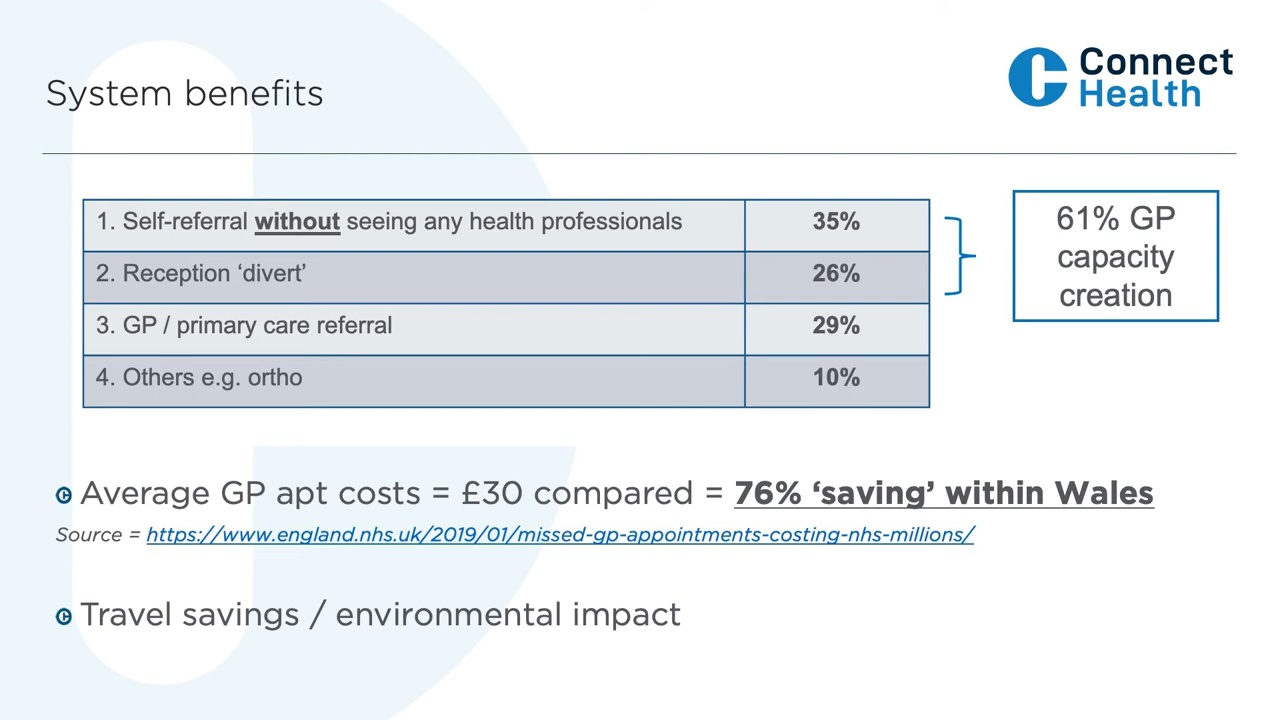 System benefits
Connect
Health
1. Self-referral without seeing any health professionals 35%
2. Reception ‘divert’ 26%
3. GP / primary care referral 29%
4. Others e.g. ortho 10%
61% GP
capacity
creation
Average GP apt costs = £30 compared = 76% ‘saving’ within Wales
Source = https://www.england.nhs.uk/2019/01/missed-gp-appointments-costing-nhs-millions/
Travel savings / environmental impact